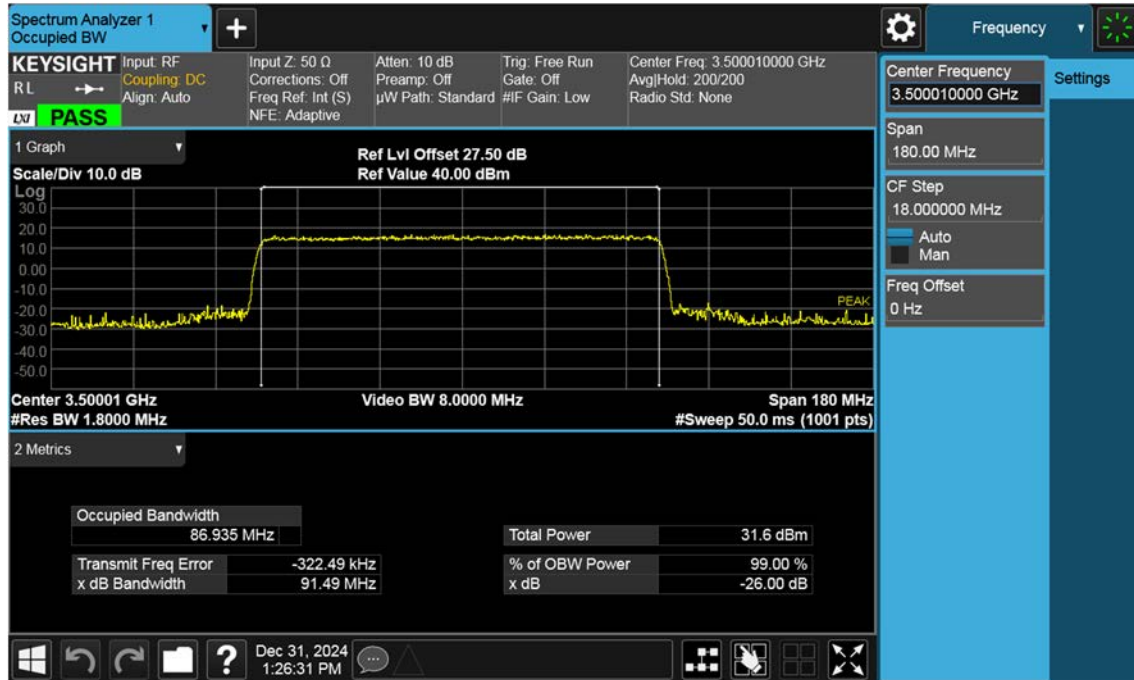 Spectrum Analyzer 1
Occupied BW
+
Frequency
KEYSIGHT
RL
LXI
PASS
Input: RF
Coupling: DC
Align: Auto
Input Z: 50 Ω
Corrections: Off
Freq Ref: Int (S)
NFE: Adaptive
Atten: 10 dB
Preamp: Off
µW Path: Standard
Trig: Free Run
Gate: Off
#IF Gain: Low
Center Freq: 3.500010000 GHz
Avg|Hold: 200/200
Radio Std: None
Center Frequency
3.500010000 GHz
Settings
Span
180.00 MHz
CF Step
18.000000 MHz
Auto
Man
Freq Offset
0 Hz
1 Graph
Scale/Div 10.0 dB
Ref Lvl Offset 27.50 dB
Ref Value 40.00 dBm
Log
30.0
20.0
10.0
0.00
-10.0
-20.0
-30.0
-40.0
-50.0
PEAK
Center 3.50001 GHz
#Res BW 1.8000 MHz
Video BW 8.0000 MHz
Span 180 MHz
#Sweep 50.0 ms (1001 pts)
2 Metrics
Occupied Bandwidth
86.935 MHz
Transmit Freq Error -322.49 kHz
x dB Bandwidth 91.49 MHz
Total Power 31.6 dBm
% of OBW Power 99.00 %
x dB -26.00 dB
?
Dec 31, 2024
1:26:31 PM